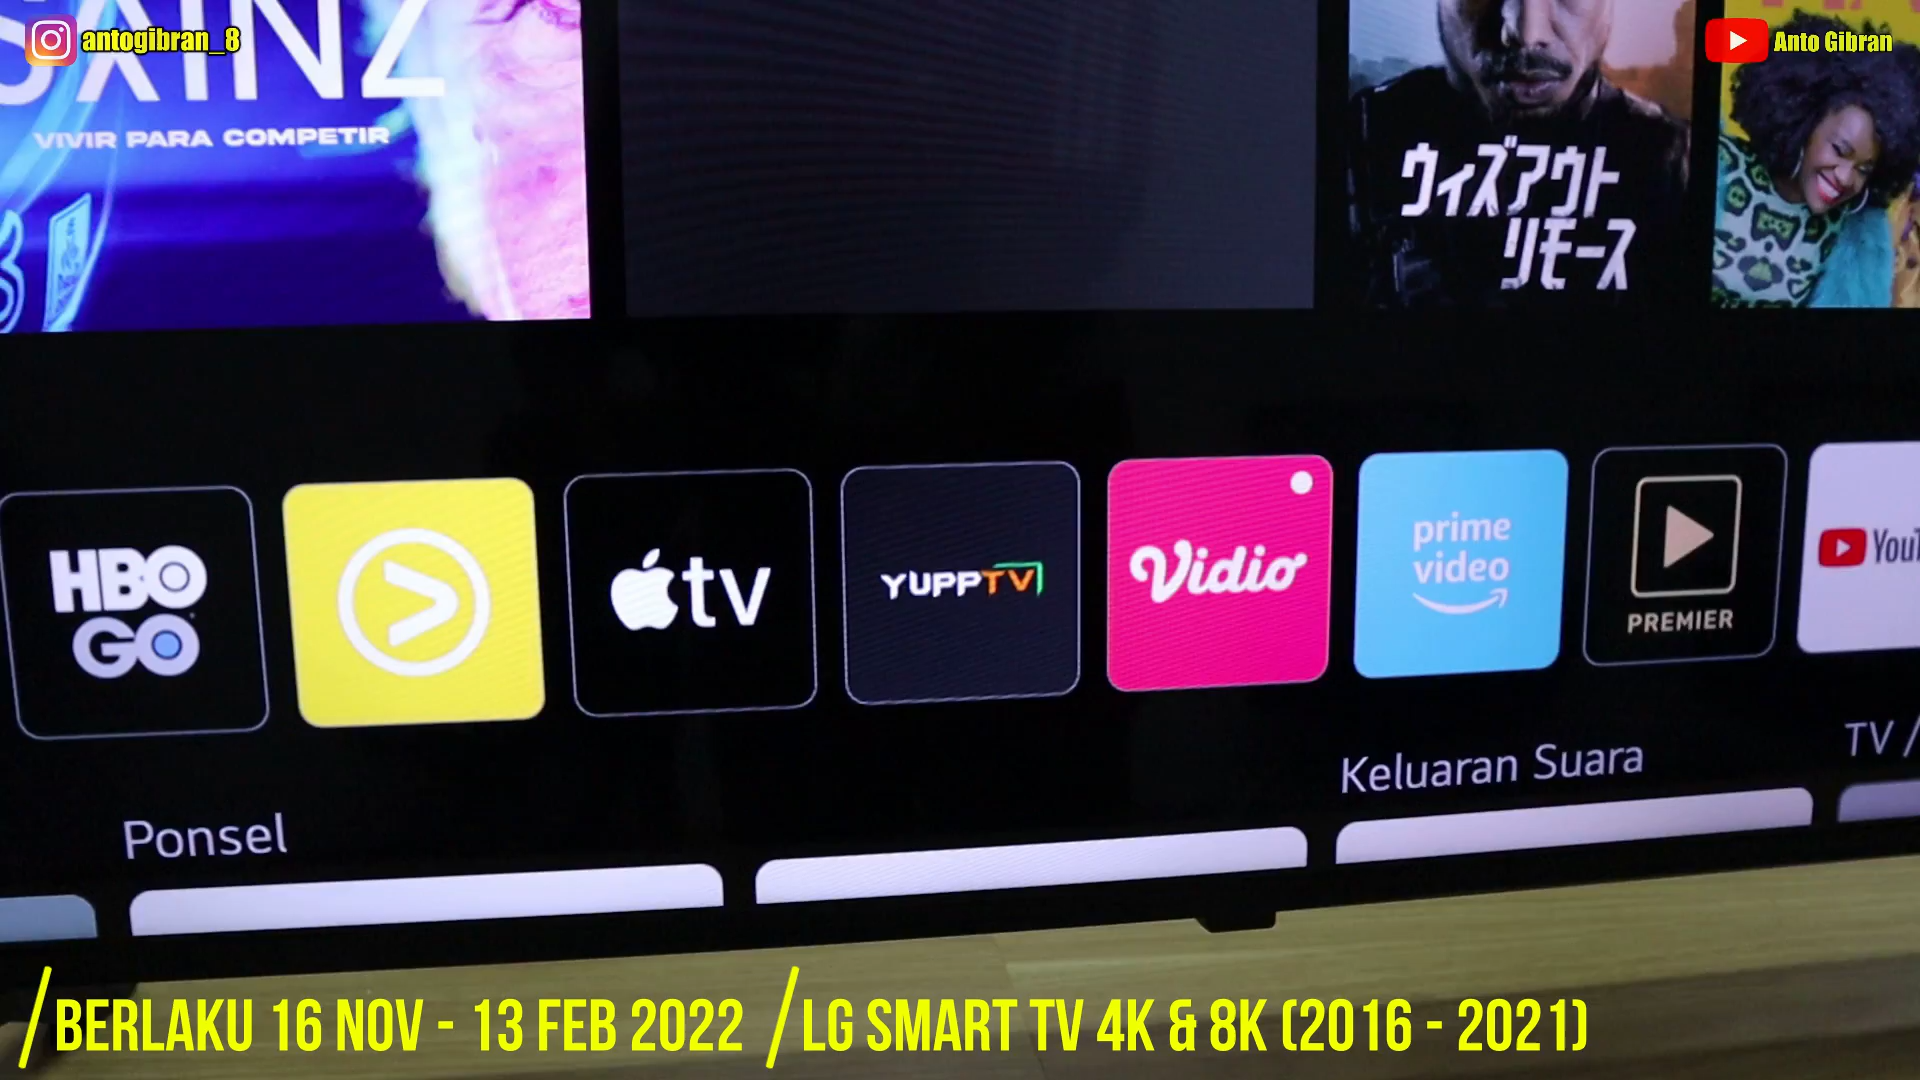 antogibran_8
Anto Gibran
SAINZ
VIVIR PARA COMPETIR
ウィズアウト
リモース
HBO
GO
tv
YUPPTV
Vidio
prime
video
PREMIER
Ponsel
Keluaran Suara
TV /
BERLAKU 16 NOV - 13 FEB 2022
LG SMART TV 4K & 8K (2016 - 2021)